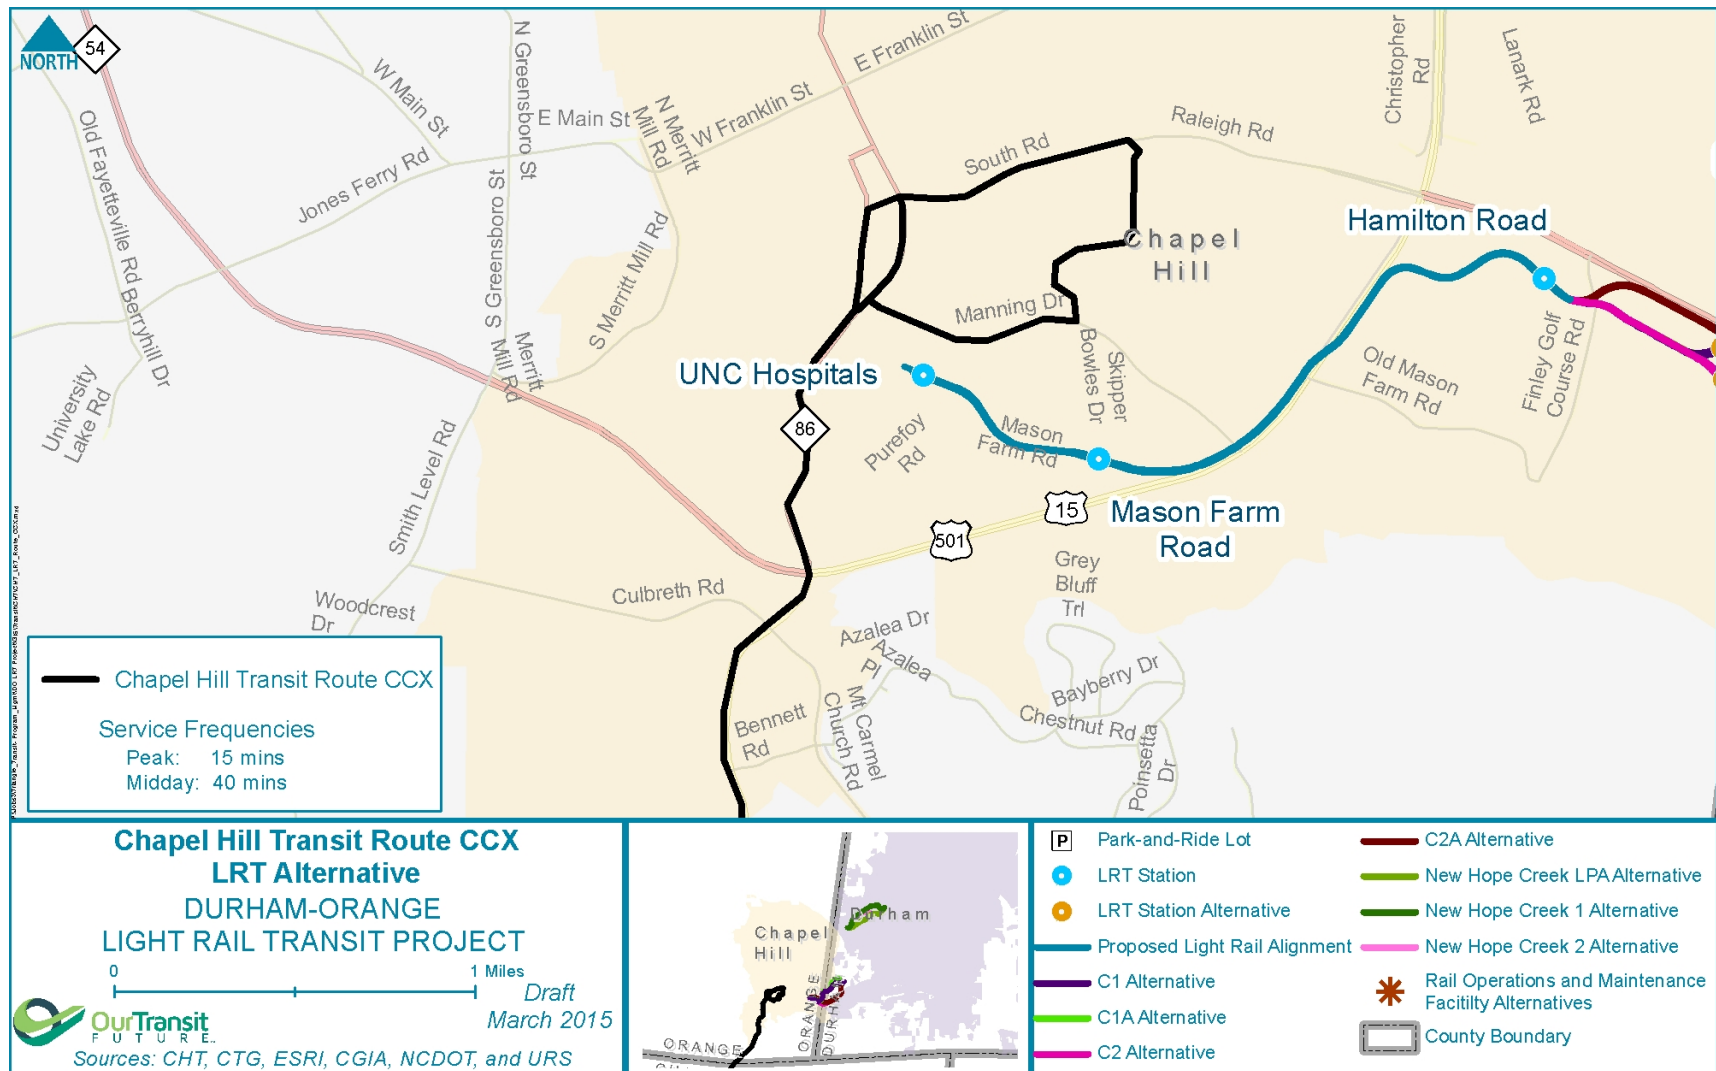 NORTH
54
Old Fayetteville Rd
W Main St
N Greensboro St
E Main St
N Merritt
Mill Rd
W Franklin St
E Franklin St
Jones Ferry Rd
South Rd
Raleigh Rd
Christopher
Rd
Lanark Rd
Hamilton Road
Chapel
Hill
S Greensboro St
S Merritt Mill Rd
Berryhill Dr
Manning Dr
Merritt
Mill Rd
UNC Hospitals
University
Lake Rd
86
Purefoy
Rd
Mason
Farm Rd
Skipper
Bowles Dr
Old Mason
Farm Rd
Finley Golf
Course Rd
Smith Level Rd
501
15
Mason Farm
Road
Grey
Bluff
Trl
Woodcrest
Dr
Culbreth Rd
Azalea Dr
Azalea
Pl
Bayberry Dr
Chestnut Rd
Poinsetta
Dr
Bennett
Rd
Mt Carmel
Church Rd
Chapel Hill Transit Route CCX
Service Frequencies
Peak: 15 mins
Midday: 40 mins
Chapel Hill Transit Route CCX
LRT Alternative
DURHAM-ORANGE
LIGHT RAIL TRANSIT PROJECT
0 1 Miles
Draft
March 2015
OurTransit
FUTURE
Sources: CHT, CTG, ESRI, CGIA, NCDOT, and URS
Durham
Chapel
Hill
ORANGE
DURH
ORANGE
P Park-and-Ride Lot
LRT Station
LRT Station Alternative
Proposed Light Rail Alignment
C1 Alternative
C1A Alternative
C2 Alternative
C2A Alternative
New Hope Creek LPA Alternative
New Hope Creek 1 Alternative
New Hope Creek 2 Alternative
Rail Operations and Maintenance
Facitilty Alternatives
County Boundary